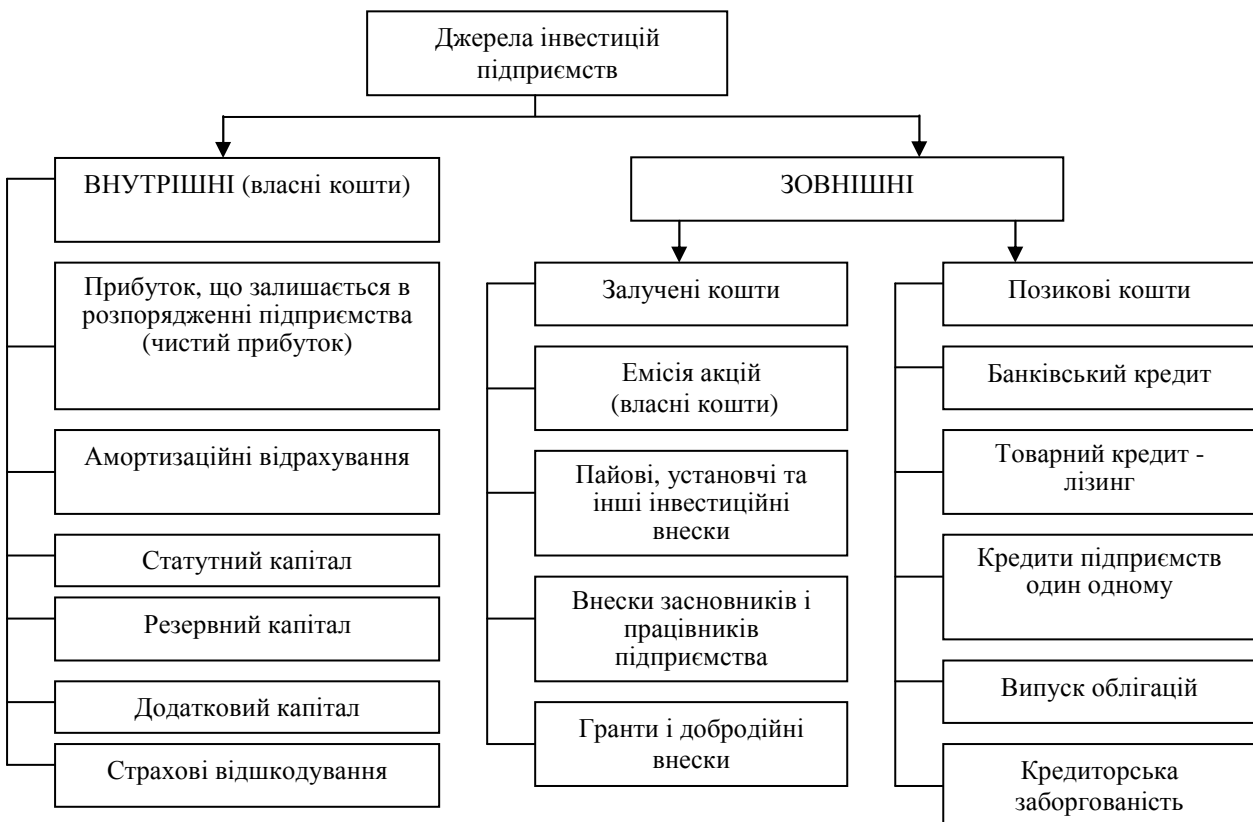 Джерела інвестицій
підприємств
ВНУТРІШНІ (власні кошти)
Прибуток, що залишається в
розпорядженні підприємства
(чистий прибуток)
Амортизаційні відрахування
Статутний капітал
Резервний капітал
Додатковий капітал
Страхові відшкодування
ЗОВНІШНІ
Залучені кошти
Емісія акцій
(власні кошти)
Пайові, установчі та
інші інвестиційні
внески
Внески засновників і
працівників
підприємства
Гранти і добродійні
внески
Позикові кошти
Банківський кредит
Товарний кредит -
лізинг
Кредити підприємств
один одному
Випуск облігацій
Кредиторська
заборгованість